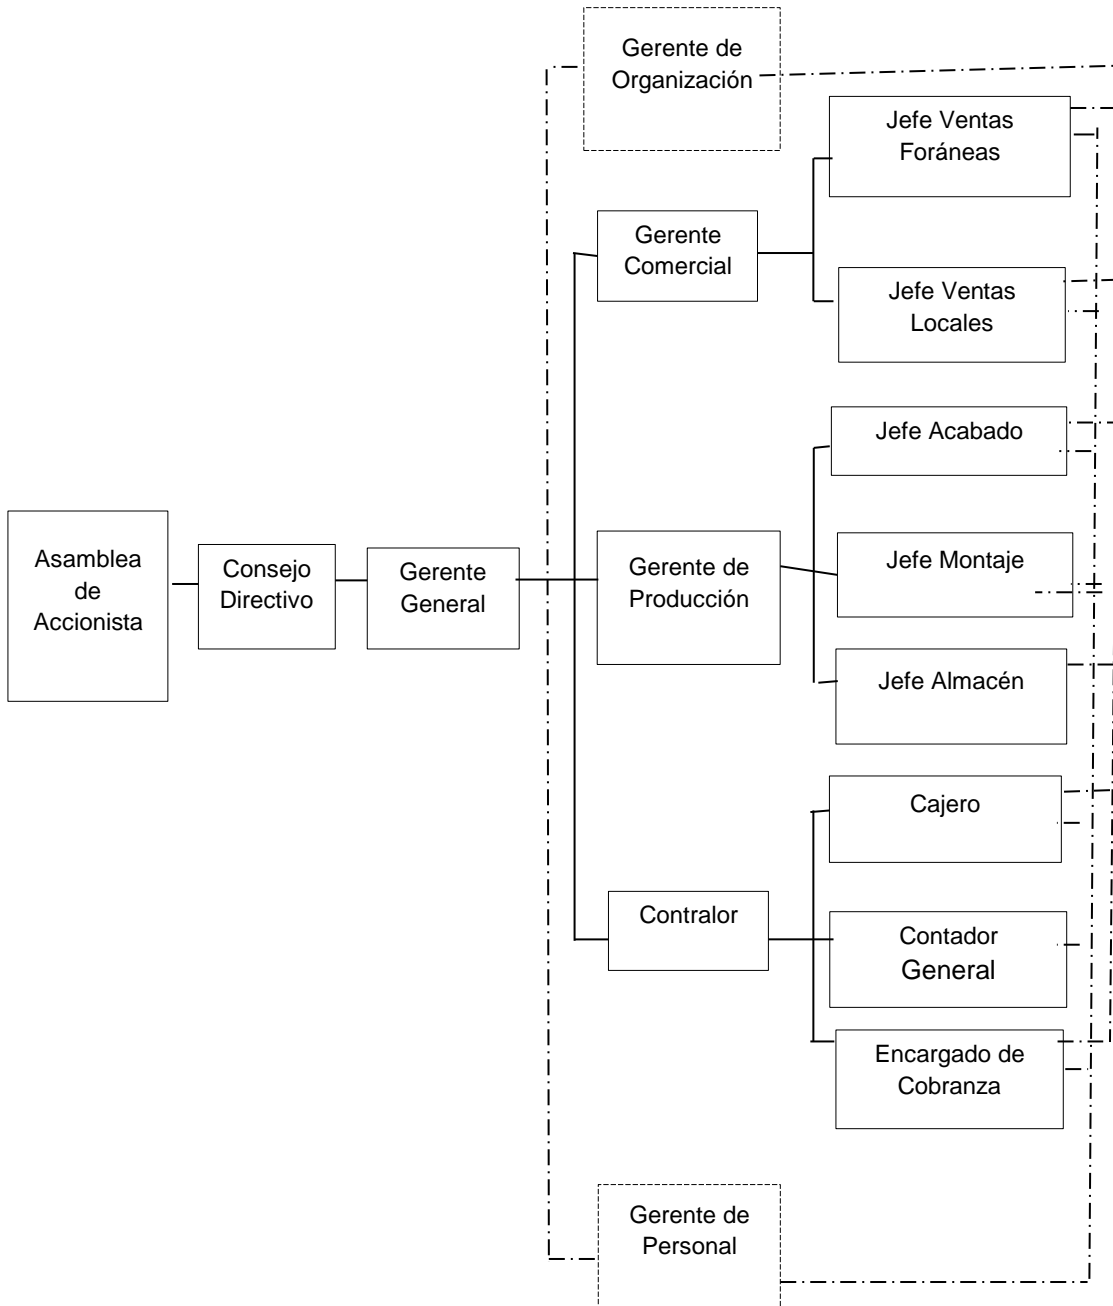 Gerente de
Organización
Jefe Ventas
Foráneas
Gerente
Comercial
Jefe Ventas
Locales
Jefe Acabado
Asamblea
de
Accionista
Consejo
Directivo
Gerente
General
Gerente de
Producción
Jefe Montaje
Jefe Almacén
Cajero
Contralor
Contador
General
Encargado de
Cobranza
Gerente de
Personal